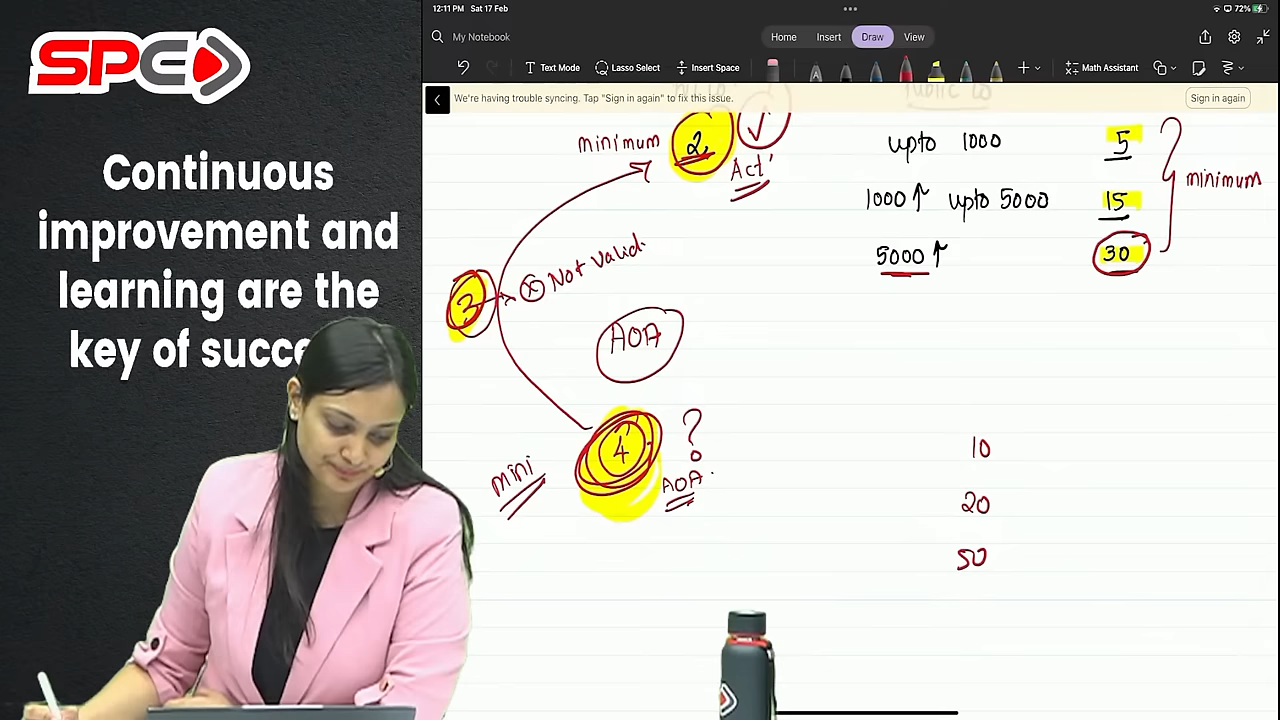 SPC
Continuous
improvement and
learning are the
key of succe
12:11 PM Sat 17 Feb
72%
My Notebook
Home
Insert
Draw
View
Text Mode
Lasso Select
Insert Space
Math Assistant
We're having trouble syncing. Tap "Sign in again" to fix this issue.
Sign in again
Public co
minimum 2
Act'
upto 1000 5
1000↑ upto 5000 15
5000↑ 30
minimum
3 Not valid.
AOA
mini 4 ?
AOA.
10
20
50